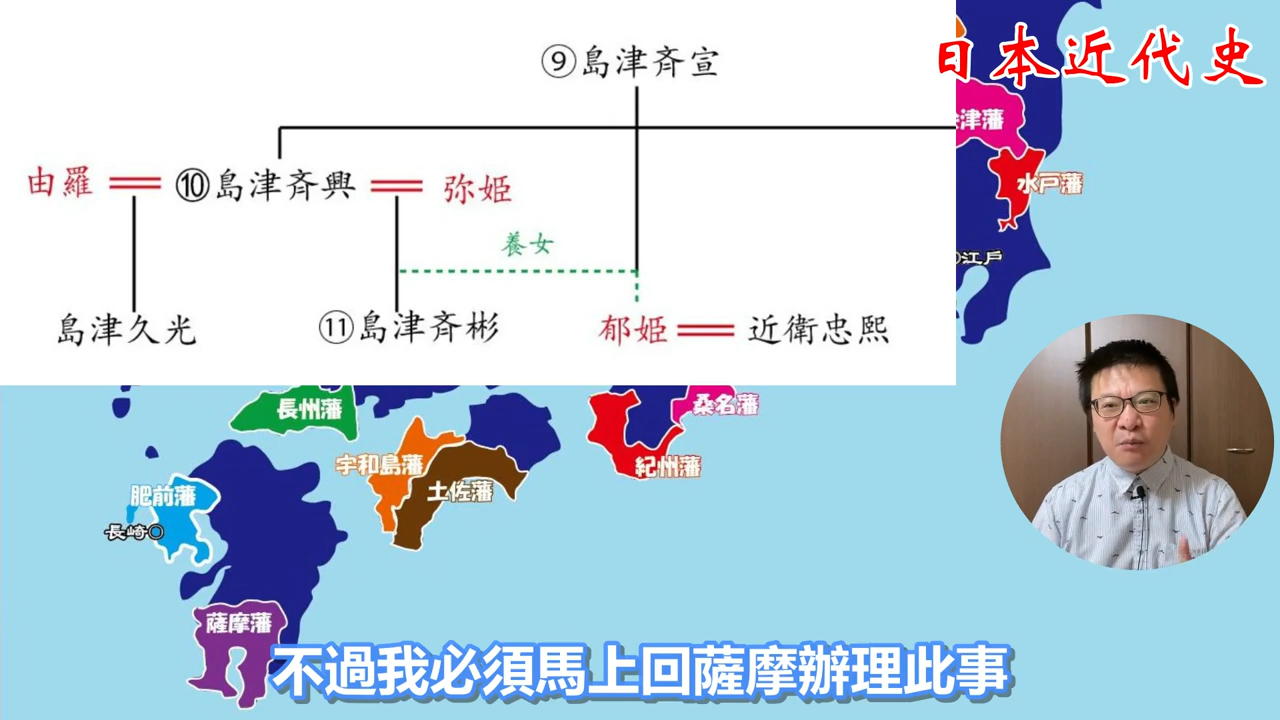 ⑨島津斉宣
日本近代史
由羅
⑩島津斉興
弥姫
養女
島津久光
⑪島津斉彬
郁姫
近衛忠熙
津藩
水戸藩
江戶
長州藩
桑名藩
宇和島藩
紀州藩
土佐藩
肥前藩
長崎
薩摩藩
不過我必須馬上回薩摩辦理此事